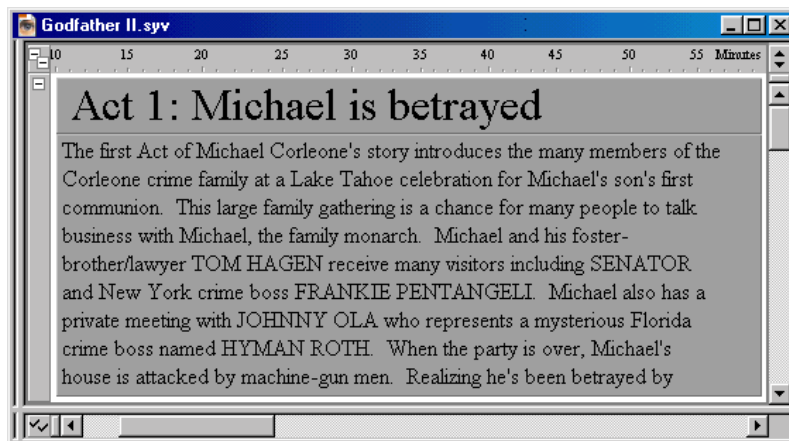 Godfather II.syv
10 15 20 25 30 35 40 45 50 55 Minutes
Act 1: Michael is betrayed
The first Act of Michael Corleone's story introduces the many members of the
Corleone crime family at a Lake Tahoe celebration for Michael's son's first
communion. This large family gathering is a chance for many people to talk
business with Michael, the family monarch. Michael and his foster-
brother/lawyer TOM HAGEN receive many visitors including SENATOR
and New York crime boss FRANKIE PENTANGELI. Michael also has a
private meeting with JOHNNY OLA who represents a mysterious Florida
crime boss named HYMAN ROTH. When the party is over, Michael's
house is attacked by machine-gun men. Realizing he's been betrayed by